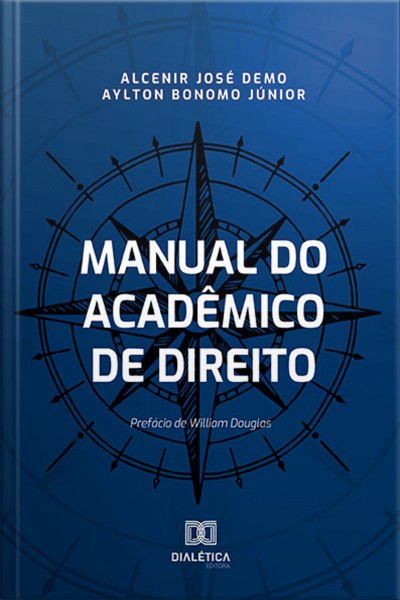 ALCENIR JOSÉ DEMO
AYLTON BONOMO JÚNIOR
MANUAL DO
ACADÊMICO
DE DIREITO
Prefácio de William Douglas
DIALÉTICA
EDITORA